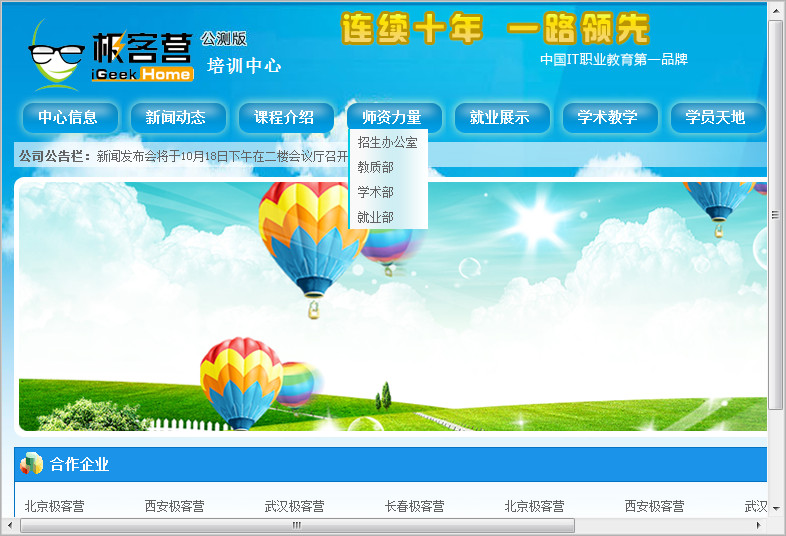 极客营
公测版
iGeek Home
培训中心
连续十年 一路领先
中国IT职业教育第一品牌
中心信息 新闻动态 课程介绍 师资力量 就业展示 学术教学 学员天地
公司公告栏：新闻发布会将于10月18日下午在二楼会议厅召开
招生办公室
教质部
学术部
就业部
合作企业
北京极客营 西安极客营 武汉极客营 长春极客营 北京极客营 西安极客营 武汉